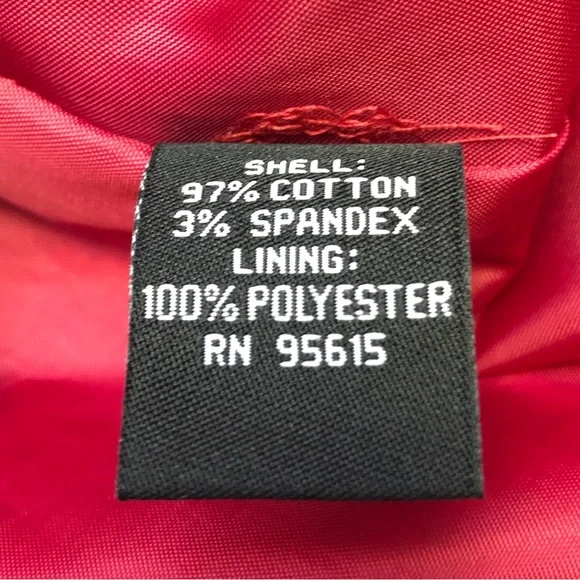 SHELL:
97% COTTON
3% SPANDEX
LINING:
100% POLYESTER
RN 95615